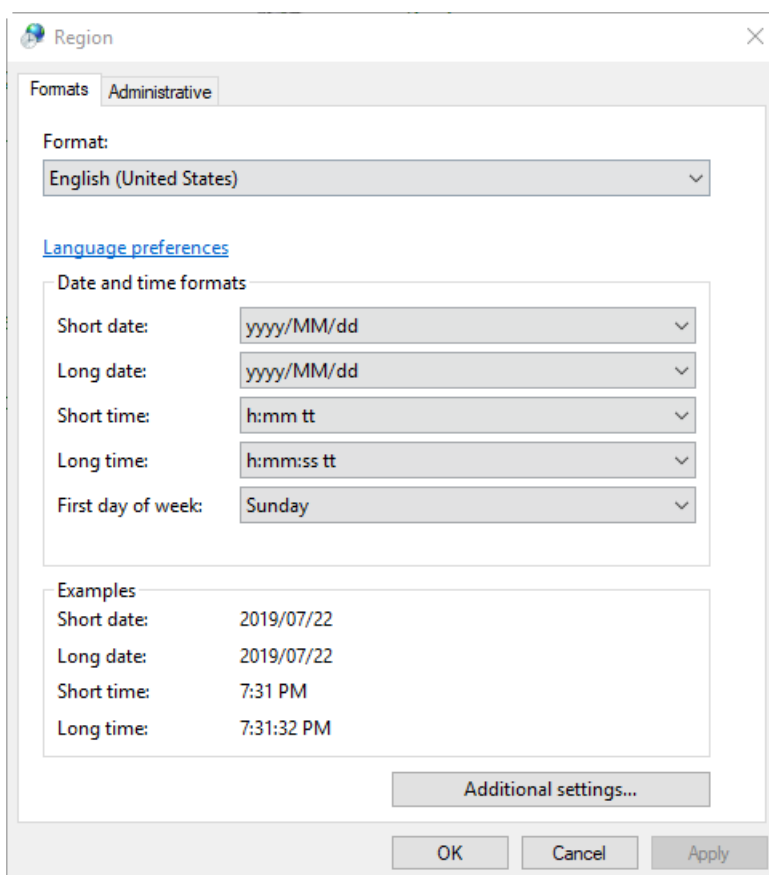 Region
Formats Administrative
Format:
English (United States)
Language preferences
Date and time formats
Short date: yyyy/MM/dd
Long date: yyyy/MM/dd
Short time: h:mm tt
Long time: h:mm:ss tt
First day of week: Sunday
Examples
Short date: 2019/07/22
Long date: 2019/07/22
Short time: 7:31 PM
Long time: 7:31:32 PM
Additional settings...
OK Cancel Apply